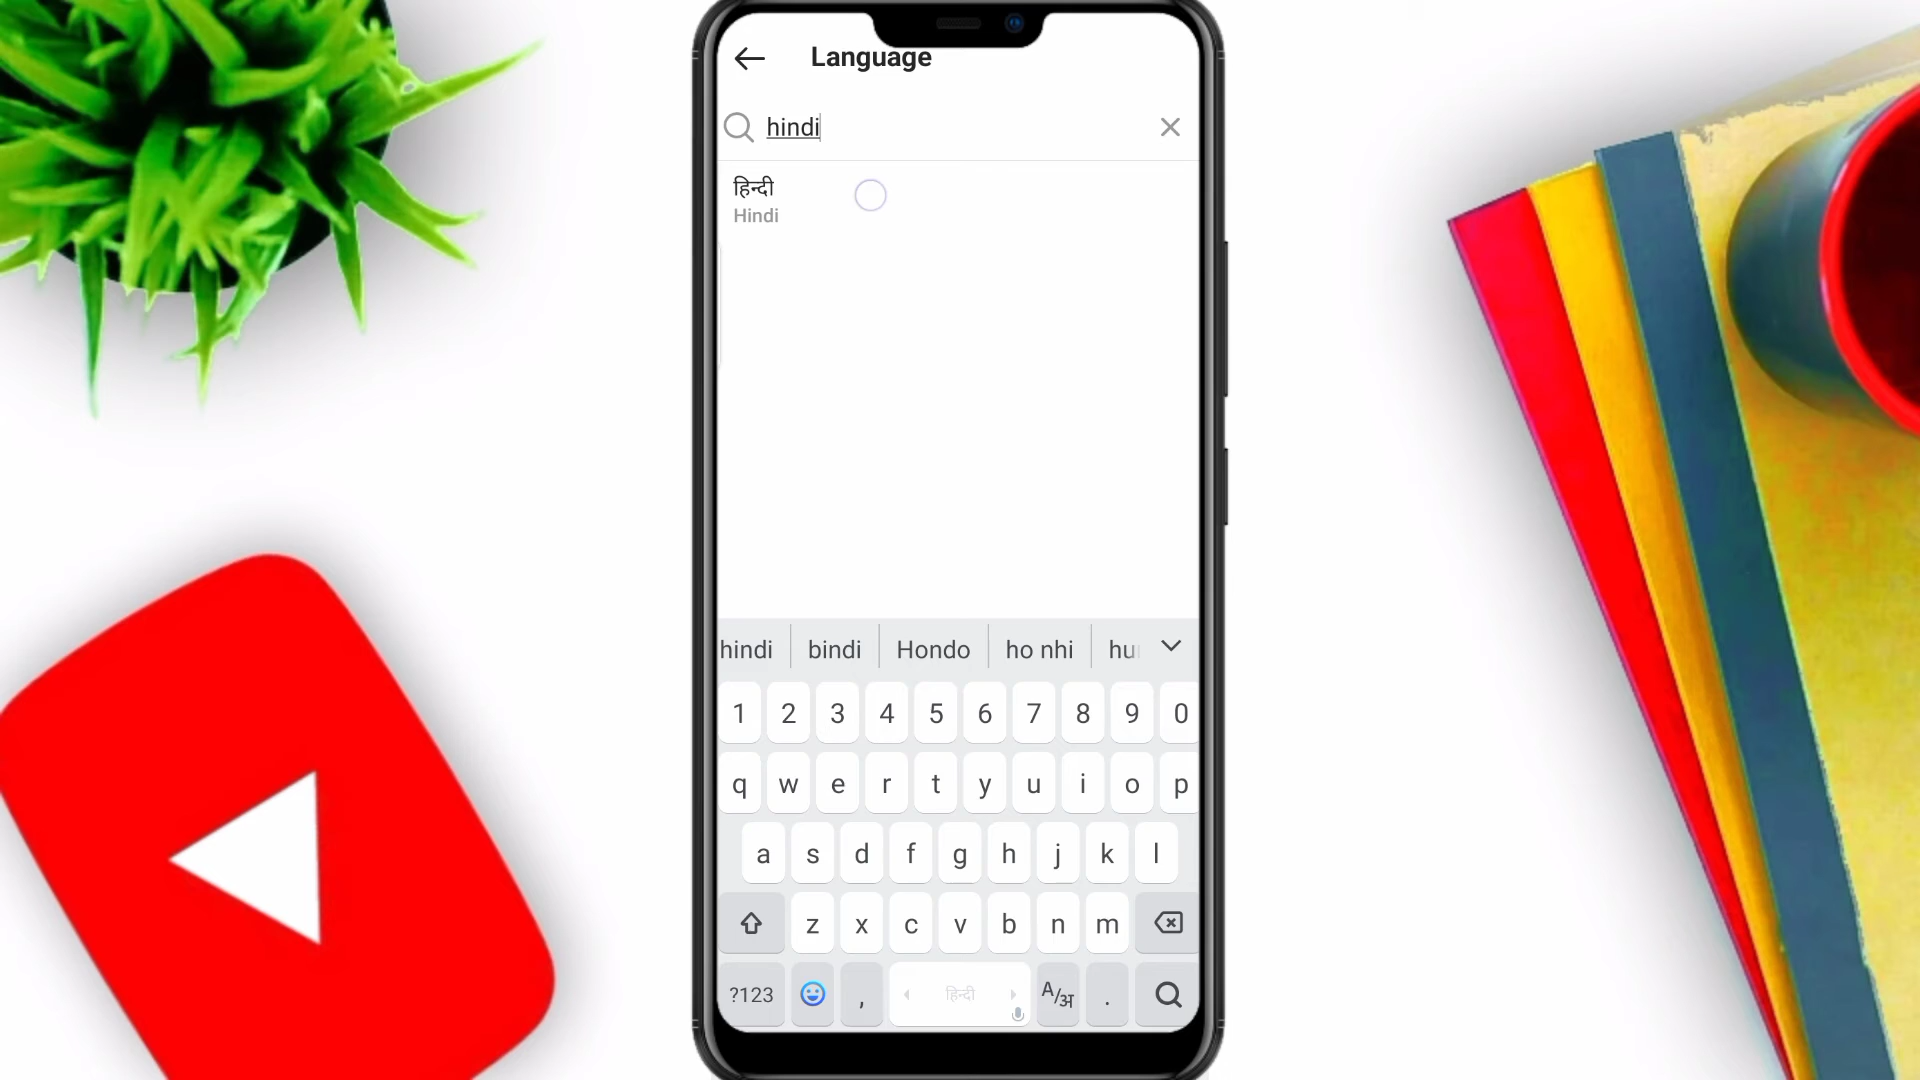 Language
hindi
हिन्दी
Hindi
hindi bindi Hondo ho nhi
1 2 3 4 5 6 7 8 9 0
q w e r t y u i o p
a s d f g h j k l
z x c v b n m
?123 , हिन्दी A/अ .